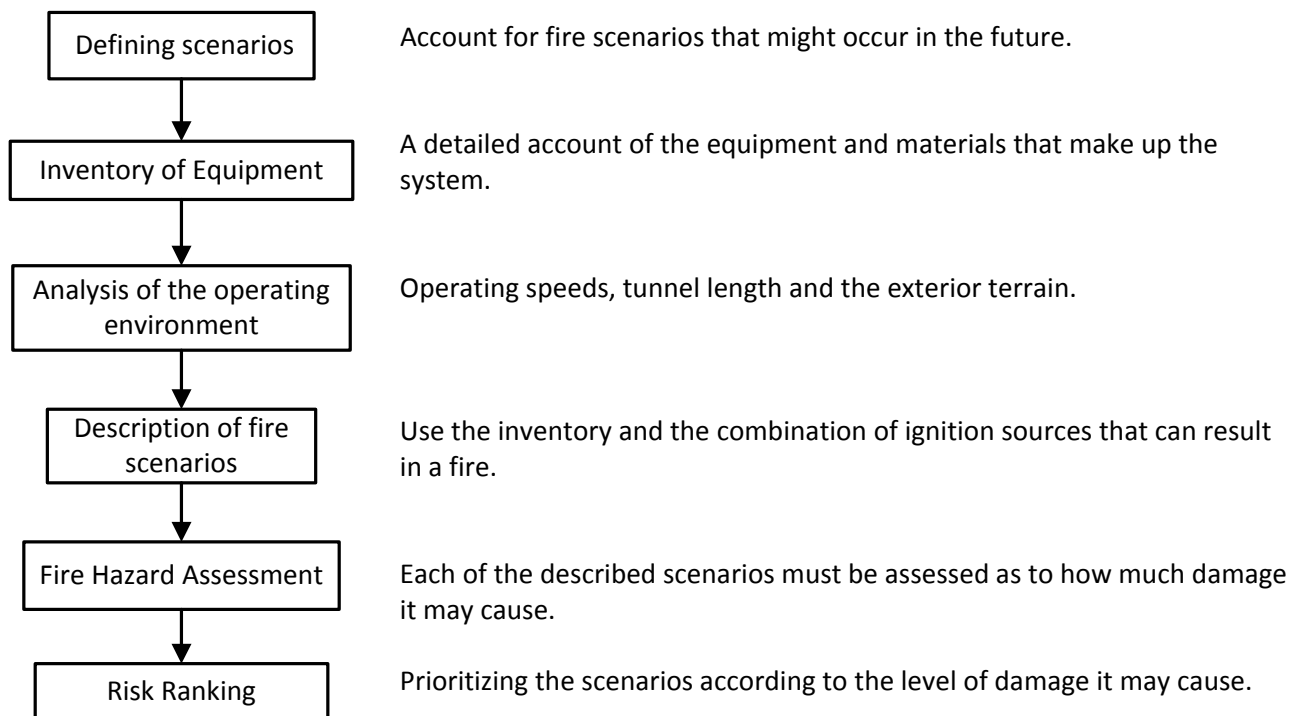 Defining scenarios
Account for fire scenarios that might occur in the future.
Inventory of Equipment
A detailed account of the equipment and materials that make up the
system.
Analysis of the operating
environment
Operating speeds, tunnel length and the exterior terrain.
Description of fire
scenarios
Use the inventory and the combination of ignition sources that can result
in a fire.
Fire Hazard Assessment
Each of the described scenarios must be assessed as to how much damage
it may cause.
Risk Ranking
Prioritizing the scenarios according to the level of damage it may cause.